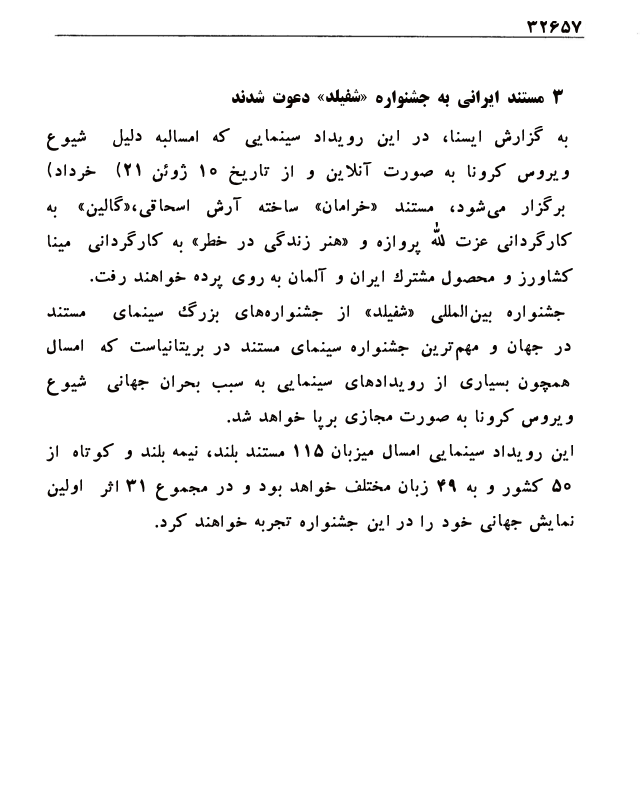 ۳۲۶۵۷
۳ مستند ایرانی به جشنواره «شفیلد» دعوت شدند
به گزارش ایسنا، در این رویداد سینمایی که امسالبه دلیل شیوع
ویروس کرونا به صورت آنلاین و از تاریخ ۱۰ ژوئن ۲۱) خرداد)
برگزار می‌شود، مستند «خرامان» ساخته آرش اسحاقی،«گالین» به
کارگردانی عزت لله پروازه و «هنر زندگی در خطر» به کارگردانی مینا
کشاورز و محصول مشترك ایران و آلمان به روی پرده خواهند رفت.
جشنواره بین‌المللی «شفیلد» از جشنواره‌های بزرگ سینمای مستند
در جهان و مهم‌ترین جشنواره سینمای مستند در بریتانیاست که امسال
همچون بسیاری از رویدادهای سینمایی به سبب بحران جهانی شیوع
ویروس کرونا به صورت مجازی برپا خواهد شد.
این رویداد سینمایی امسال میزبان ۱۱۵ مستند بلند، نیمه بلند و کوتاه از
۵۰ کشور و به ۴۹ زبان مختلف خواهد بود و در مجموع ۳۱ اثر اولین
نمایش جهانی خود را در این جشنواره تجربه خواهند کرد.